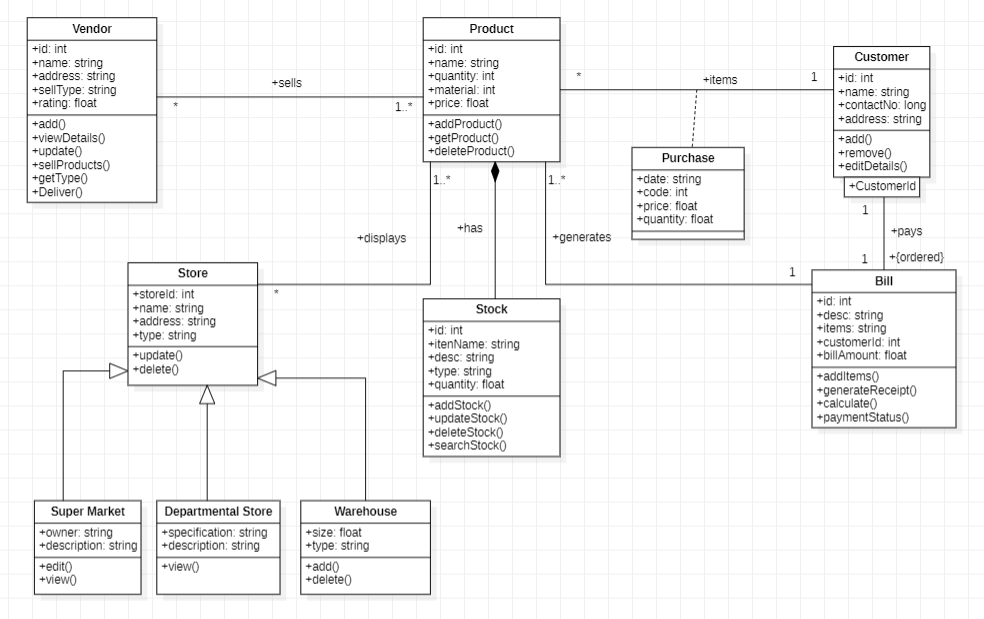 Vendor
+id: int
+name: string
+address: string
+sellType: string
+rating: float
+add()
+viewDetails()
+update()
+sellProducts()
+getType()
+Deliver()
+sells
*
1..*
Product
+id: int
+name: string
+quantity: int
+material: int
+price: float
+addProduct()
+getProduct()
+deleteProduct()
*
+items
1
Customer
+id: int
+name: string
+contactNo: long
+address: string
+add()
+remove()
+editDetails()
+CustomerId
Purchase
+date: string
+code: int
+price: float
+quantity: float
1..*
+displays
*
+has
1..*
+generates
1
1
+pays
1
+{ordered}
Store
+storeId: int
+name: string
+address: string
+type: string
+update()
+delete()
Stock
+id: int
+itenName: string
+desc: string
+type: string
+quantity: float
+addStock()
+updateStock()
+deleteStock()
+searchStock()
Bill
+id: int
+desc: string
+items: string
+customerId: int
+billAmount: float
+addItems()
+generateReceipt()
+calculate()
+paymentStatus()
Super Market
+owner: string
+description: string
+edit()
+view()
Departmental Store
+specification: string
+description: string
+view()
Warehouse
+size: float
+type: string
+add()
+delete()